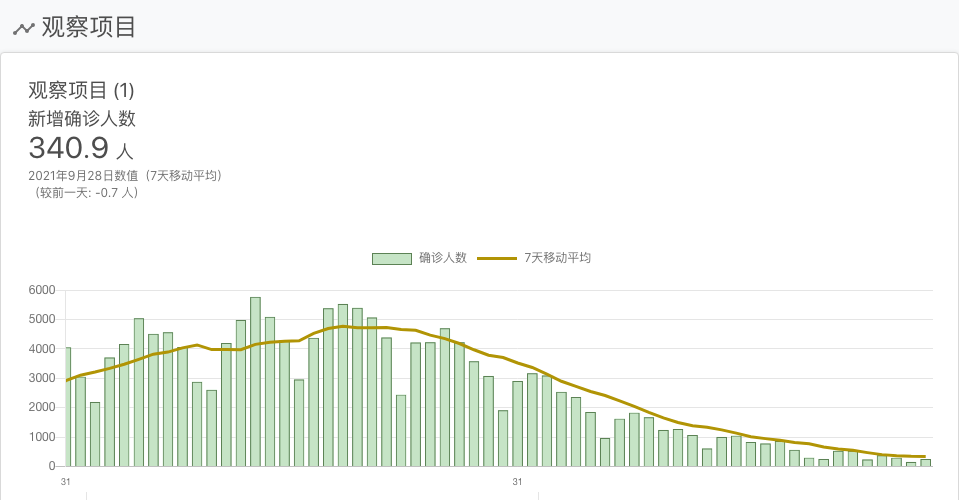 观察项目
观察项目 (1)
新增确诊人数
340.9 人
2021年9月28日数值（7天移动平均）
（较前一天: -0.7 人）
确诊人数 7天移动平均
6000
5000
4000
3000
2000
1000
0
31 31